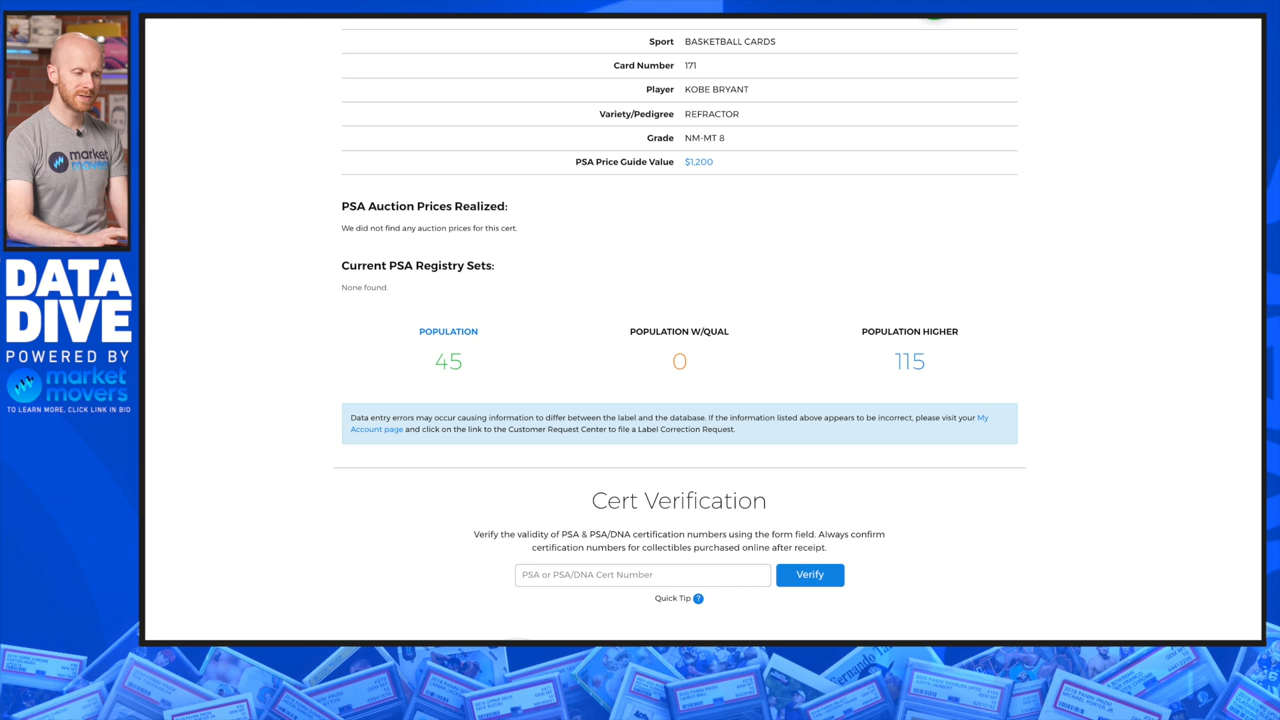 Sport BASKETBALL CARDS
Card Number 171
Player KOBE BRYANT
Variety/Pedigree REFRACTOR
Grade NM-MT 8
PSA Price Guide Value $1,200
PSA Auction Prices Realized:
We did not find any auction prices for this cert.
Current PSA Registry Sets:
None found.
POPULATION POPULATION W/QUAL POPULATION HIGHER
45 0 115
Data entry errors may occur causing information to differ between the label and the database. If the information listed above appears to be incorrect, please visit your My
Account page and click on the link to the Customer Request Center to file a Label Correction Request.
Cert Verification
Verify the validity of PSA & PSA/DNA certification numbers using the form field. Always confirm
certification numbers for collectibles purchased online after receipt.
PSA or PSA/DNA Cert Number Verify
Quick Tip ?
market
movers
DATA
DIVE
POWERED BY
market
movers
TO LEARN MORE, CLICK LINK IN BIO